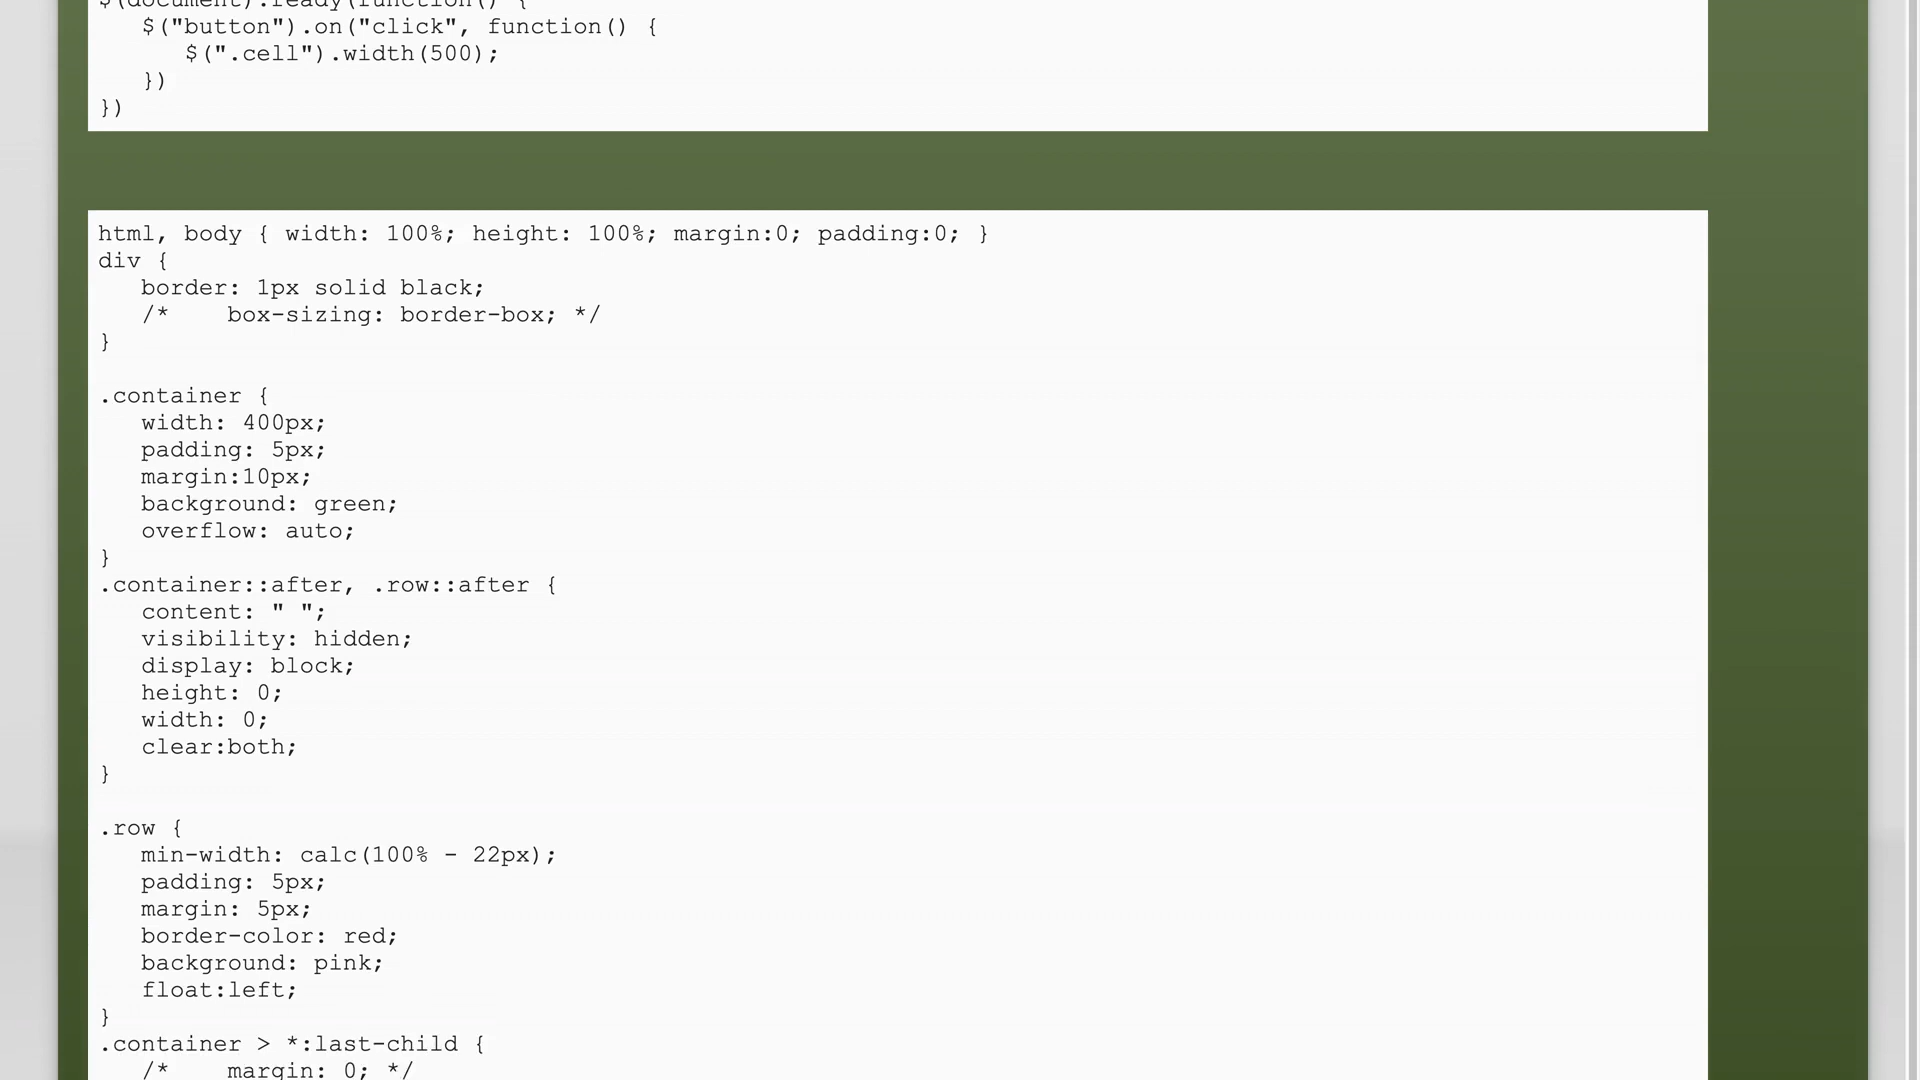 $(document).ready(function() {
   $("button").on("click", function() {
      $(".cell").width(500);
   })
})
html, body { width: 100%; height: 100%; margin:0; padding:0; }
div {
   border: 1px solid black;
   /*    box-sizing: border-box; */
}
.container {
   width: 400px;
   padding: 5px;
   margin:10px;
   background: green;
   overflow: auto;
}
.container::after, .row::after {
   content: " ";
   visibility: hidden;
   display: block;
   height: 0;
   width: 0;
   clear:both;
}
.row {
   min-width: calc(100% - 22px);
   padding: 5px;
   margin: 5px;
   border-color: red;
   background: pink;
   float:left;
}
.container > *:last-child {
   /*    margin: 0; */